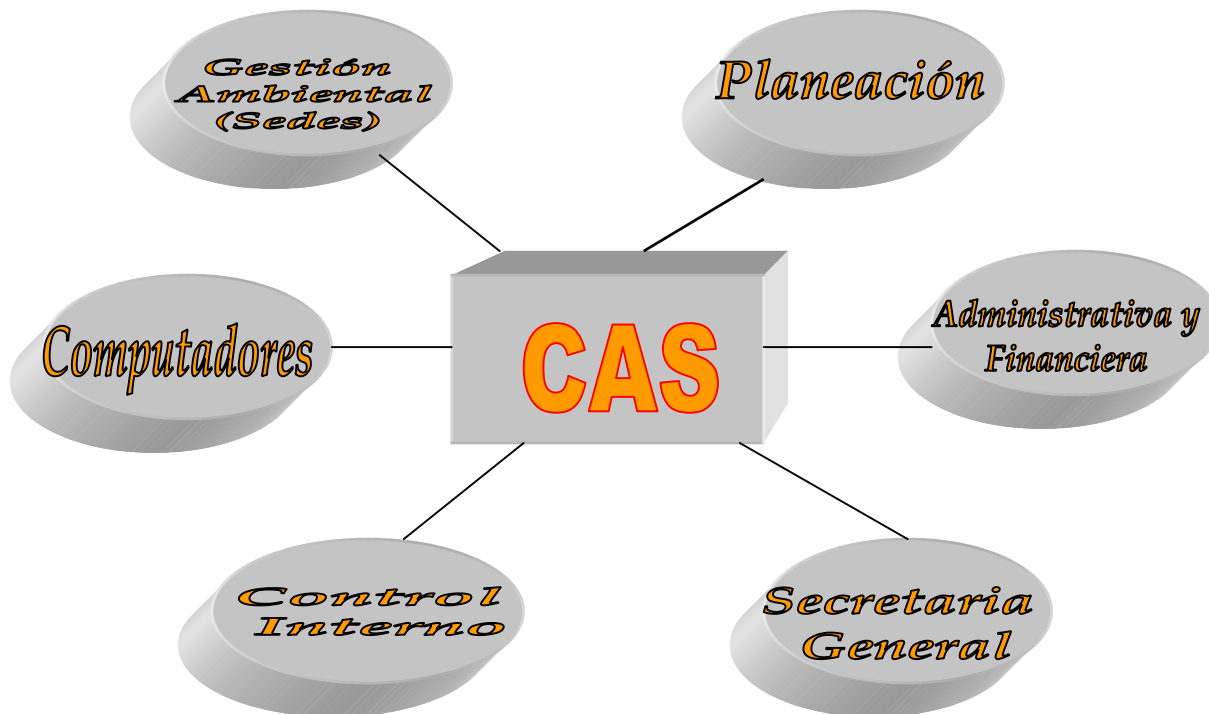 Gestión
Ambiental
(Sedes)
Planeación
Computadores
CAS
Administrativa y
Financiera
Control
Interno
Secretaria
General